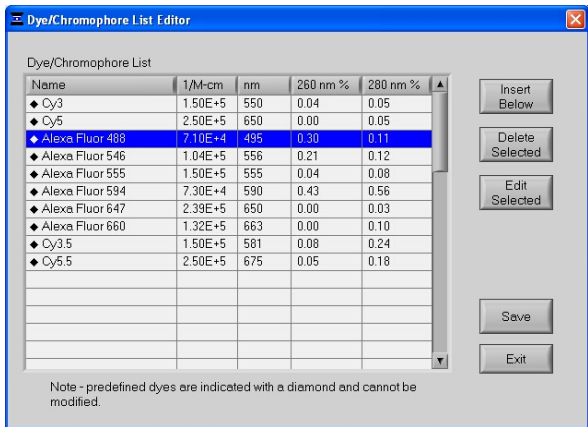 Dye/Chromophore List Editor
Dye/Chromophore List
Name 1/M-cm nm 260 nm % 280 nm %
◆ Cy3 1.50E+5 550 0.04 0.05
◆ Cy5 2.50E+5 650 0.00 0.05
◆ Alexa Fluor 488 7.10E+4 495 0.30 0.11
◆ Alexa Fluor 546 1.04E+5 556 0.21 0.12
◆ Alexa Fluor 555 1.50E+5 555 0.04 0.08
◆ Alexa Fluor 594 7.30E+4 590 0.43 0.56
◆ Alexa Fluor 647 2.39E+5 650 0.00 0.03
◆ Alexa Fluor 660 1.32E+5 663 0.00 0.10
◆ Cy3.5 1.50E+5 581 0.08 0.24
◆ Cy5.5 2.50E+5 675 0.05 0.18
Insert
Below
Delete
Selected
Edit
Selected
Save
Exit
Note - predefined dyes are indicated with a diamond and cannot be
modified.